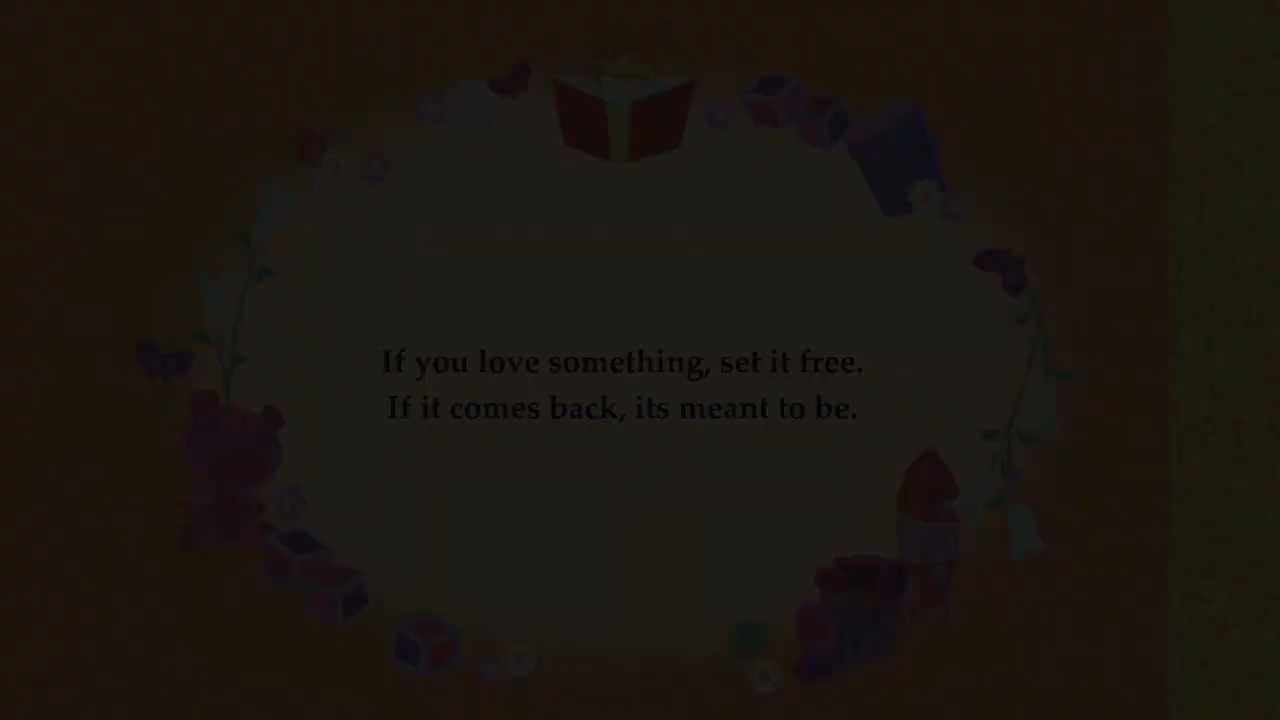 If you love something, set it free.
If it comes back, its meant to be.